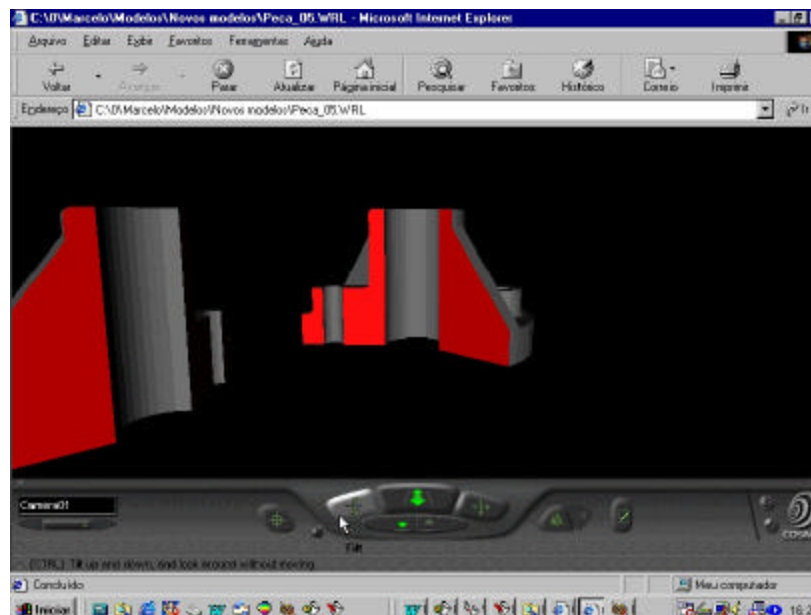 C:\0\Marcelo\Modelos\Novos modelos\Peca_05.WRL - Microsoft Internet Explorer
Arquivo Editar Exibir Favoritos Ferramentas Ajuda
Voltar Avançar Parar Atualizar Página inicial Pesquisar Favoritos Histórico Correio Imprimir
Endereço C:\0\Marcelo\Modelos\Novos modelos\Peca_05.WRL
Camera01
Tilt
(CTRL) Tilt up and down, and look around without moving
Concluído Meu computador
Iniciar